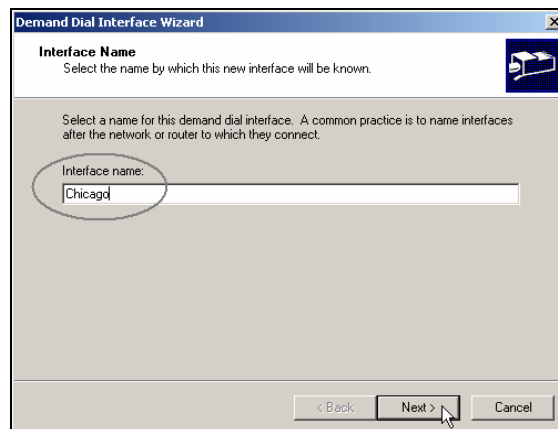 Demand Dial Interface Wizard
Interface Name
Select the name by which this new interface will be known.
Select a name for this demand dial interface. A common practice is to name interfaces
after the network or router to which they connect.
Interface name:
Chicago
< Back
Next >
Cancel